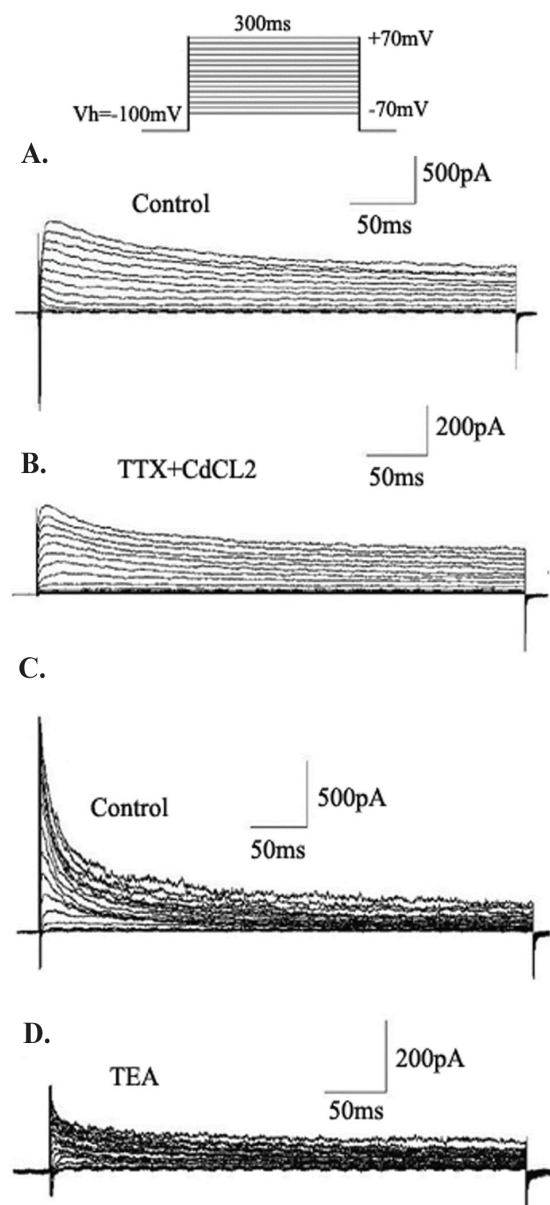 300ms
+70mV
Vh=-100mV
-70mV
A.
500pA
Control
50ms
200pA
B.
TTX+CdCL2
50ms
C.
500pA
Control
50ms
D.
200pA
TEA
50ms